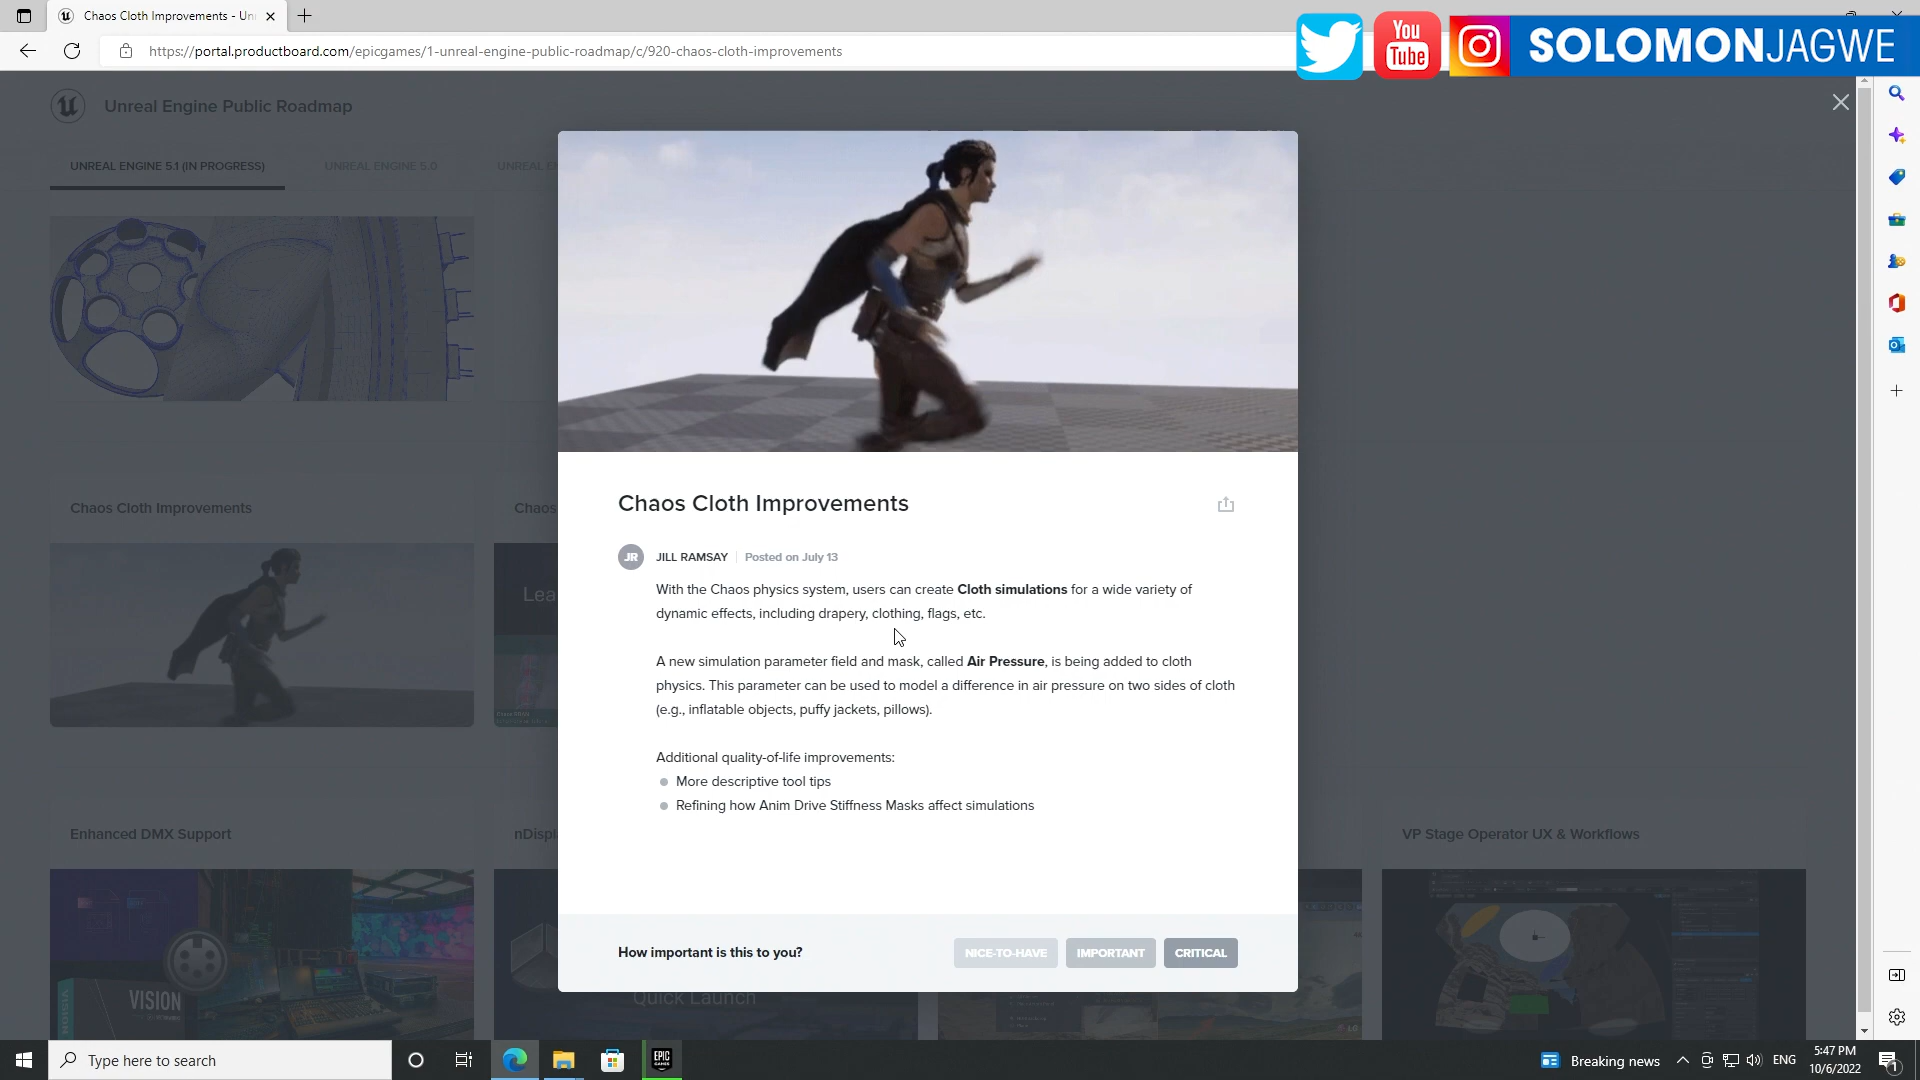 Chaos Cloth Improvements - Un
https://portal.productboard.com/epicgames/1-unreal-engine-public-roadmap/c/920-chaos-cloth-improvements
You
Tube
SOLOMONJAGWE
Unreal Engine Public Roadmap
UNREAL ENGINE 5.1 (IN PROGRESS)
UNREAL ENGINE 5.0
UNREAL EN
Chaos Cloth Improvements
JR JILL RAMSAY Posted on July 13
With the Chaos physics system, users can create Cloth simulations for a wide variety of
dynamic effects, including drapery, clothing, flags, etc.
A new simulation parameter field and mask, called Air Pressure, is being added to cloth
physics. This parameter can be used to model a difference in air pressure on two sides of cloth
(e.g., inflatable objects, puffy jackets, pillows).
Additional quality-of-life improvements:
More descriptive tool tips
Refining how Anim Drive Stiffness Masks affect simulations
How important is this to you?
NICE-TO-HAVE
IMPORTANT
CRITICAL
Chaos Cloth Improvements
Chaos
Lea
Enhanced DMX Support
nDispl
VP Stage Operator UX & Workflows
VISION
Quick Launch
Type here to search
EPIC
GAMES
Breaking news
ENG
5:47 PM
10/6/2022
1